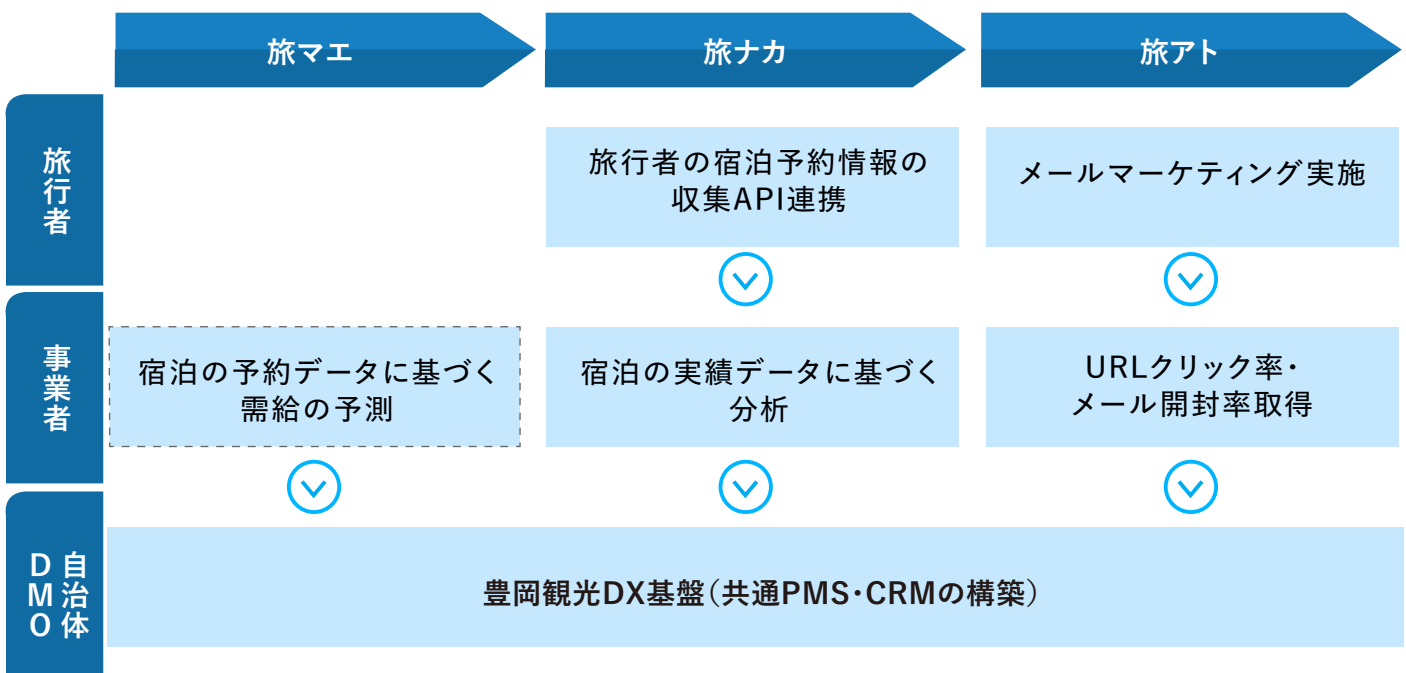 旅マエ
旅ナカ
旅アト
旅行者
旅行者の宿泊予約情報の
収集API連携
メールマーケティング実施
事業者
宿泊の予約データに基づく
需給の予測
宿泊の実績データに基づく
分析
URLクリック率・
メール開封率取得
自治体
DMO
豊岡観光DX基盤（共通PMS・CRMの構築）